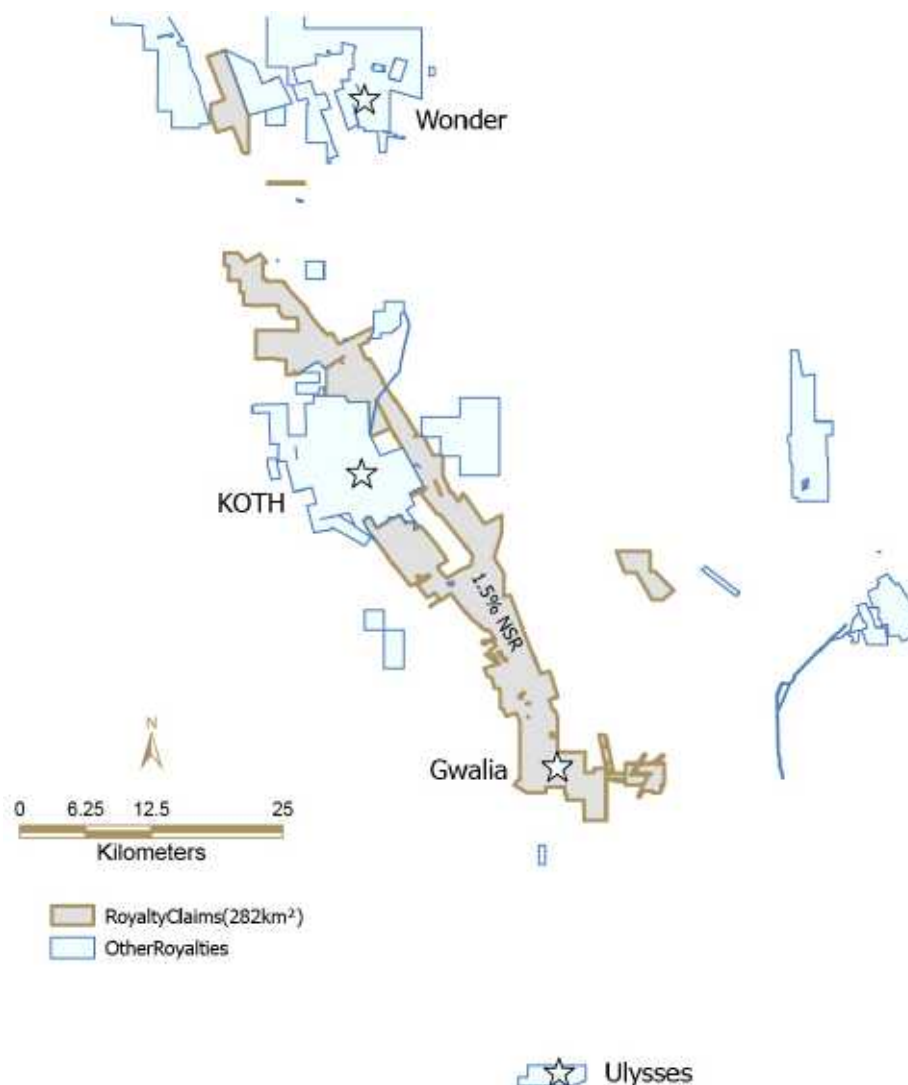 Wonder
KOTH
1.5% NSR
Gwalia
N
0 6.25 12.5 25
Kilometers
RoyaltyClaims(282km²)
OtherRoyalties
Ulysses